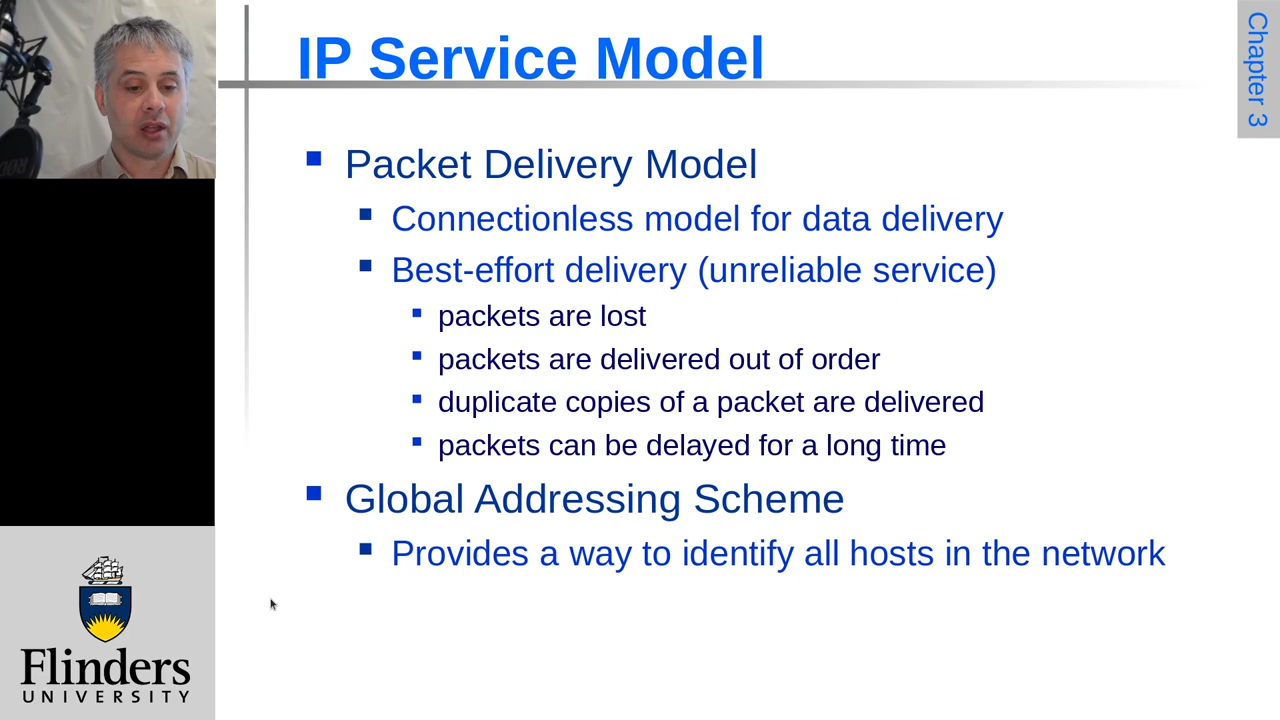 IP Service Model
Chapter 3
Packet Delivery Model
Connectionless model for data delivery
Best-effort delivery (unreliable service)
packets are lost
packets are delivered out of order
duplicate copies of a packet are delivered
packets can be delayed for a long time
Global Addressing Scheme
Provides a way to identify all hosts in the network
Flinders
UNIVERSITY